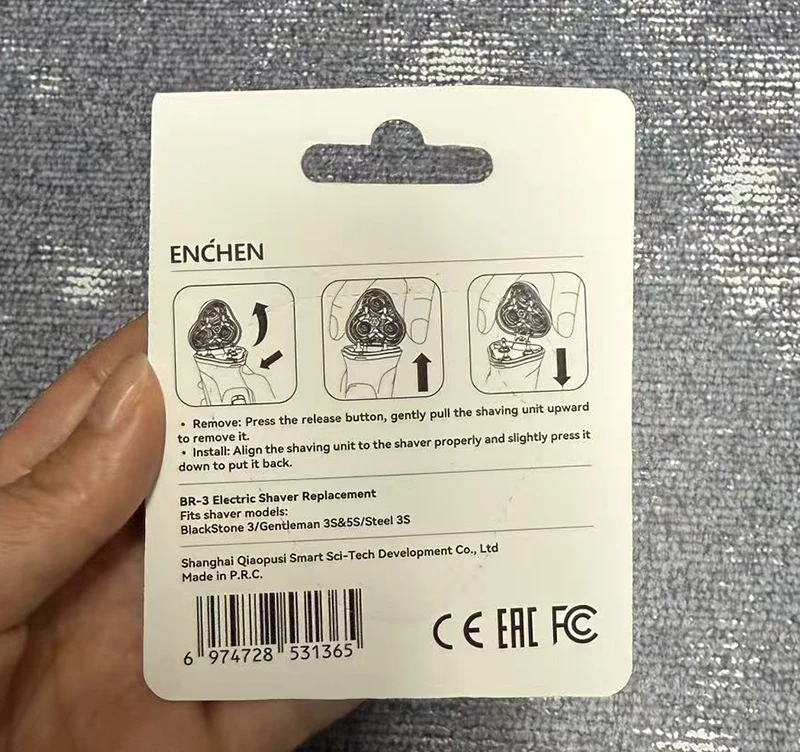 ENĆHEN
• Remove: Press the release button, gently pull the shaving unit upward
to remove it.
• Install: Align the shaving unit to the shaver properly and slightly press it
down to put it back.
BR-3 Electric Shaver Replacement
Fits shaver models:
BlackStone 3/Gentleman 3S&5S/Steel 3S
Shanghai Qiaopusi Smart Sci-Tech Development Co., Ltd
Made in P.R.C.
6 974728 531365
CE EAC FC